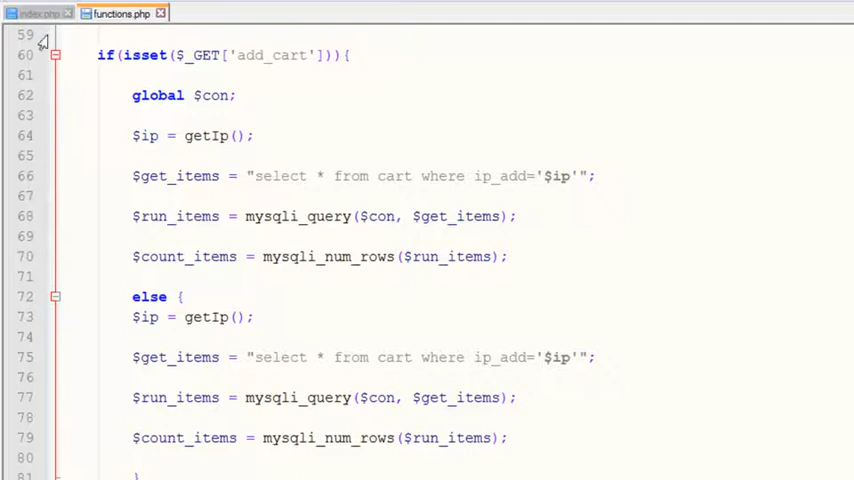 index.php functions.php
59
60 if(isset($_GET['add_cart'])){
61
62 global $con;
63
64 $ip = getIp();
65
66 $get_items = "select * from cart where ip_add='$ip'";
67
68 $run_items = mysqli_query($con, $get_items);
69
70 $count_items = mysqli_num_rows($run_items);
71
72 else {
73 $ip = getIp();
74
75 $get_items = "select * from cart where ip_add='$ip'";
76
77 $run_items = mysqli_query($con, $get_items);
78
79 $count_items = mysqli_num_rows($run_items);
80
81 }